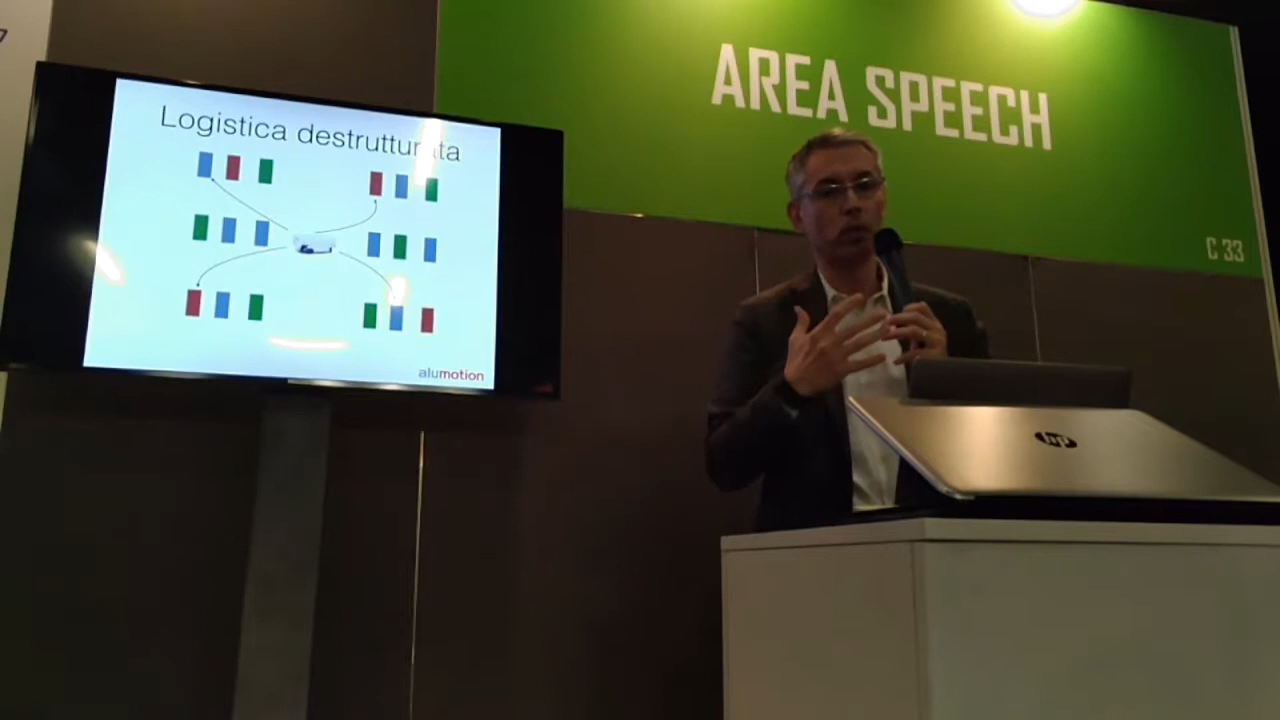 Logistica destrutturata
alumotion
AREA SPEECH
C 33
hp